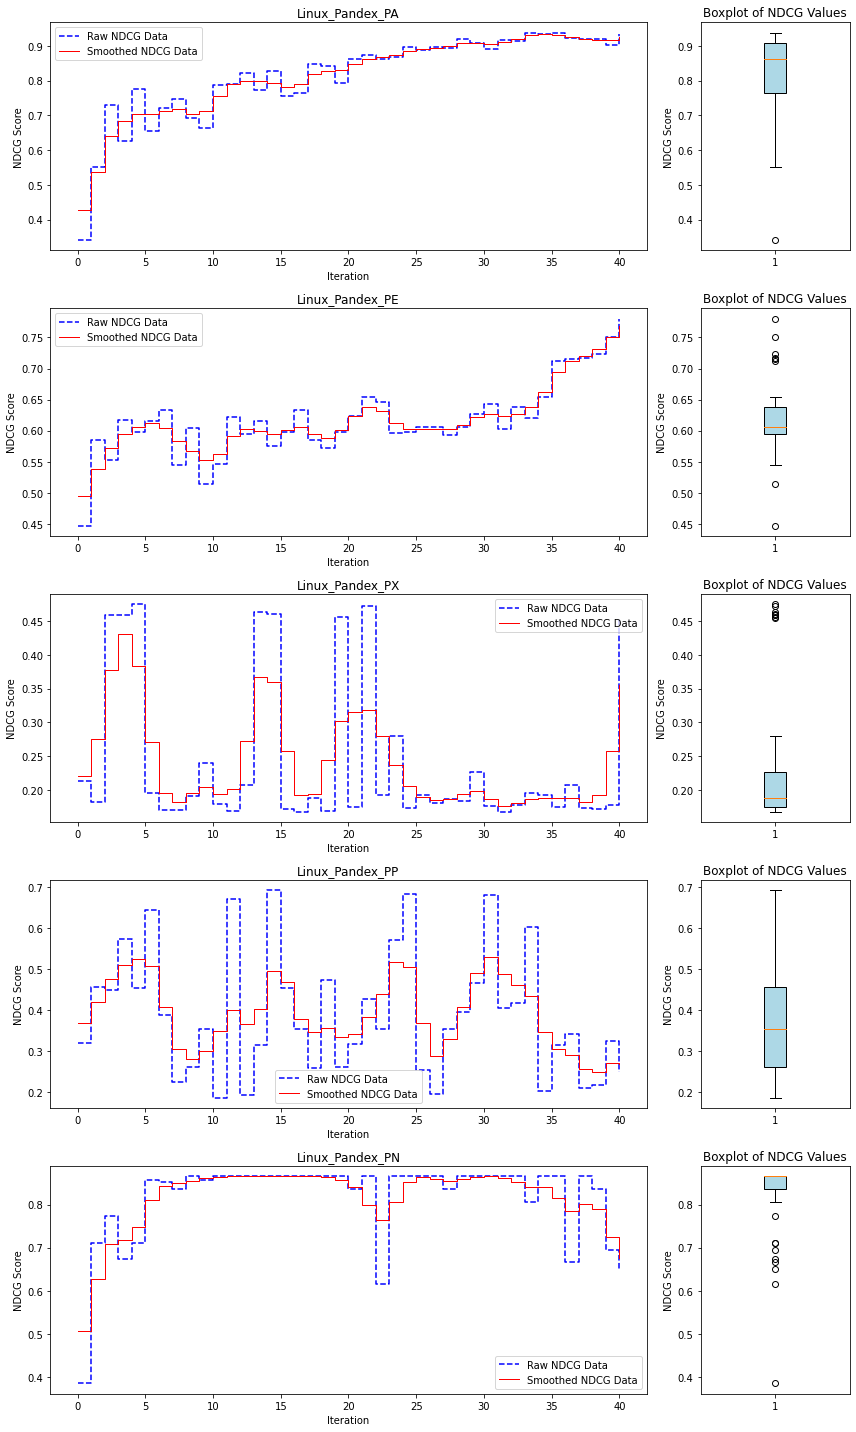 Linux_Pandex_PA
Boxplot of NDCG Values
Raw NDCG Data
Smoothed NDCG Data
0.9
0.8
0.7
0.6
0.5
0.4
NDCG Score
0 5 10 15 20 25 30 35 40
Iteration
0.9
0.8
0.7
0.6
0.5
0.4
NDCG Score
1
Linux_Pandex_PE
Boxplot of NDCG Values
Raw NDCG Data
Smoothed NDCG Data
0.75
0.70
0.65
0.60
0.55
0.50
0.45
NDCG Score
0 5 10 15 20 25 30 35 40
Iteration
0.75
0.70
0.65
0.60
0.55
0.50
0.45
NDCG Score
1
Linux_Pandex_PX
Boxplot of NDCG Values
Raw NDCG Data
Smoothed NDCG Data
0.45
0.40
0.35
0.30
0.25
0.20
NDCG Score
0 5 10 15 20 25 30 35 40
Iteration
0.45
0.40
0.35
0.30
0.25
0.20
NDCG Score
1
Linux_Pandex_PP
Boxplot of NDCG Values
0.7
0.6
0.5
0.4
0.3
0.2
NDCG Score
Raw NDCG Data
Smoothed NDCG Data
0 5 10 15 20 25 30 35 40
Iteration
0.7
0.6
0.5
0.4
0.3
0.2
NDCG Score
1
Linux_Pandex_PN
Boxplot of NDCG Values
0.8
0.7
0.6
0.5
0.4
NDCG Score
Raw NDCG Data
Smoothed NDCG Data
0 5 10 15 20 25 30 35 40
Iteration
0.8
0.7
0.6
0.5
0.4
NDCG Score
1